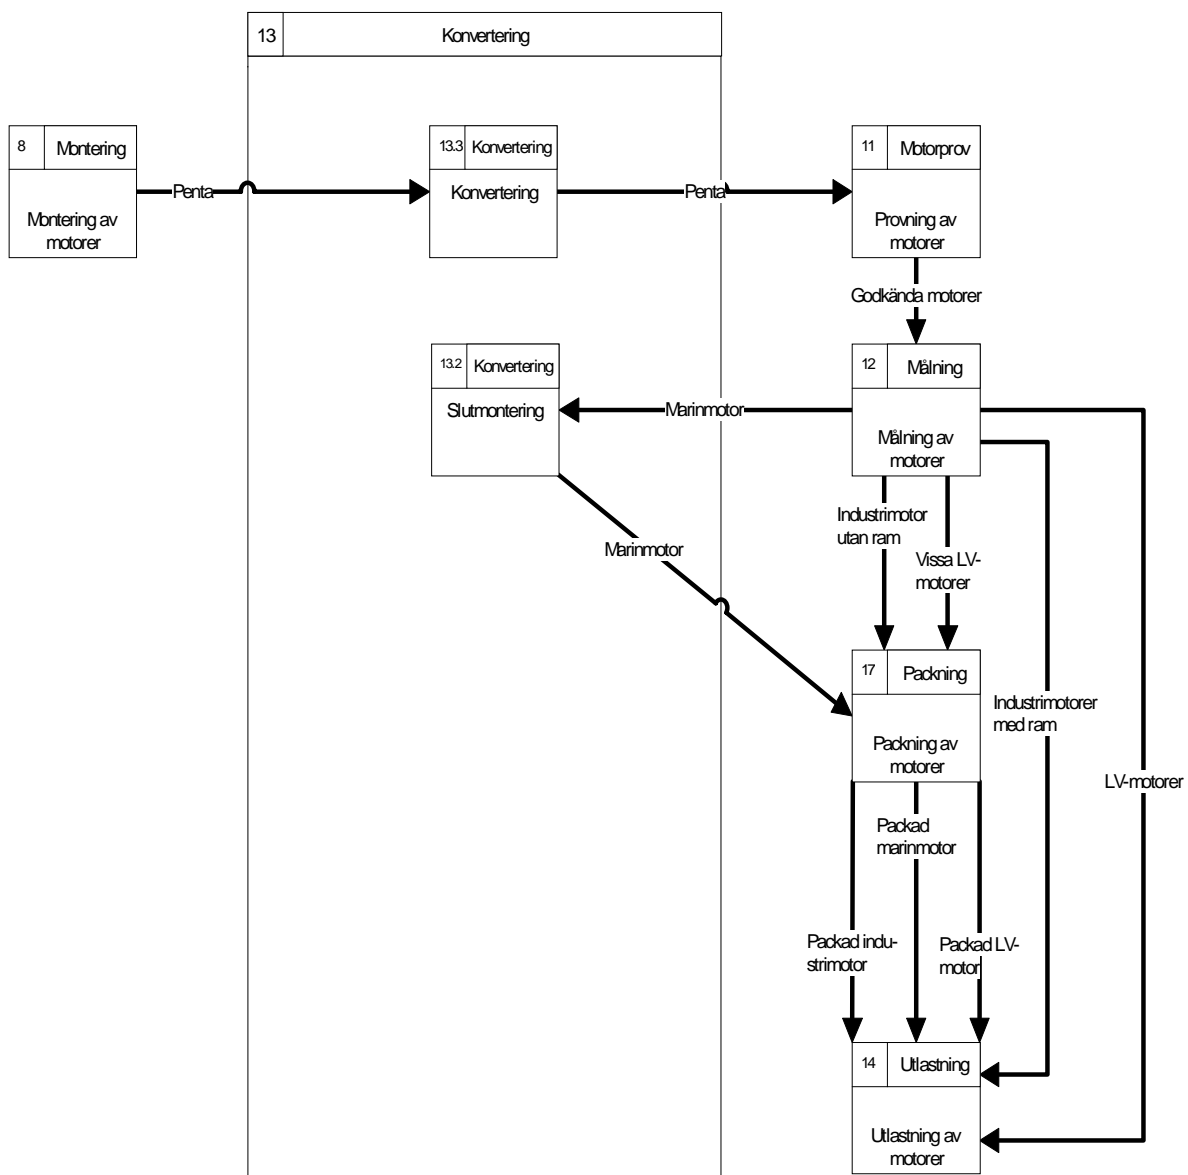 13
Konvertering
8
Montering
Montering av
motorer
Penta
13.3
Konvertering
Konvertering
Penta
11
Motorprov
Provning av
motorer
Godkända motorer
13.2
Konvertering
Slutmontering
Marinmotor
12
Målning
Målning av
motorer
Industrimotor
utan ram
Vissa LV-
motorer
Marinmotor
17
Packning
Packning av
motorer
Industrimotorer
med ram
LV-motorer
Packad
marinmotor
Packad indu-
strimotor
Packad LV-
motor
14
Utlastning
Utlastning av
motorer